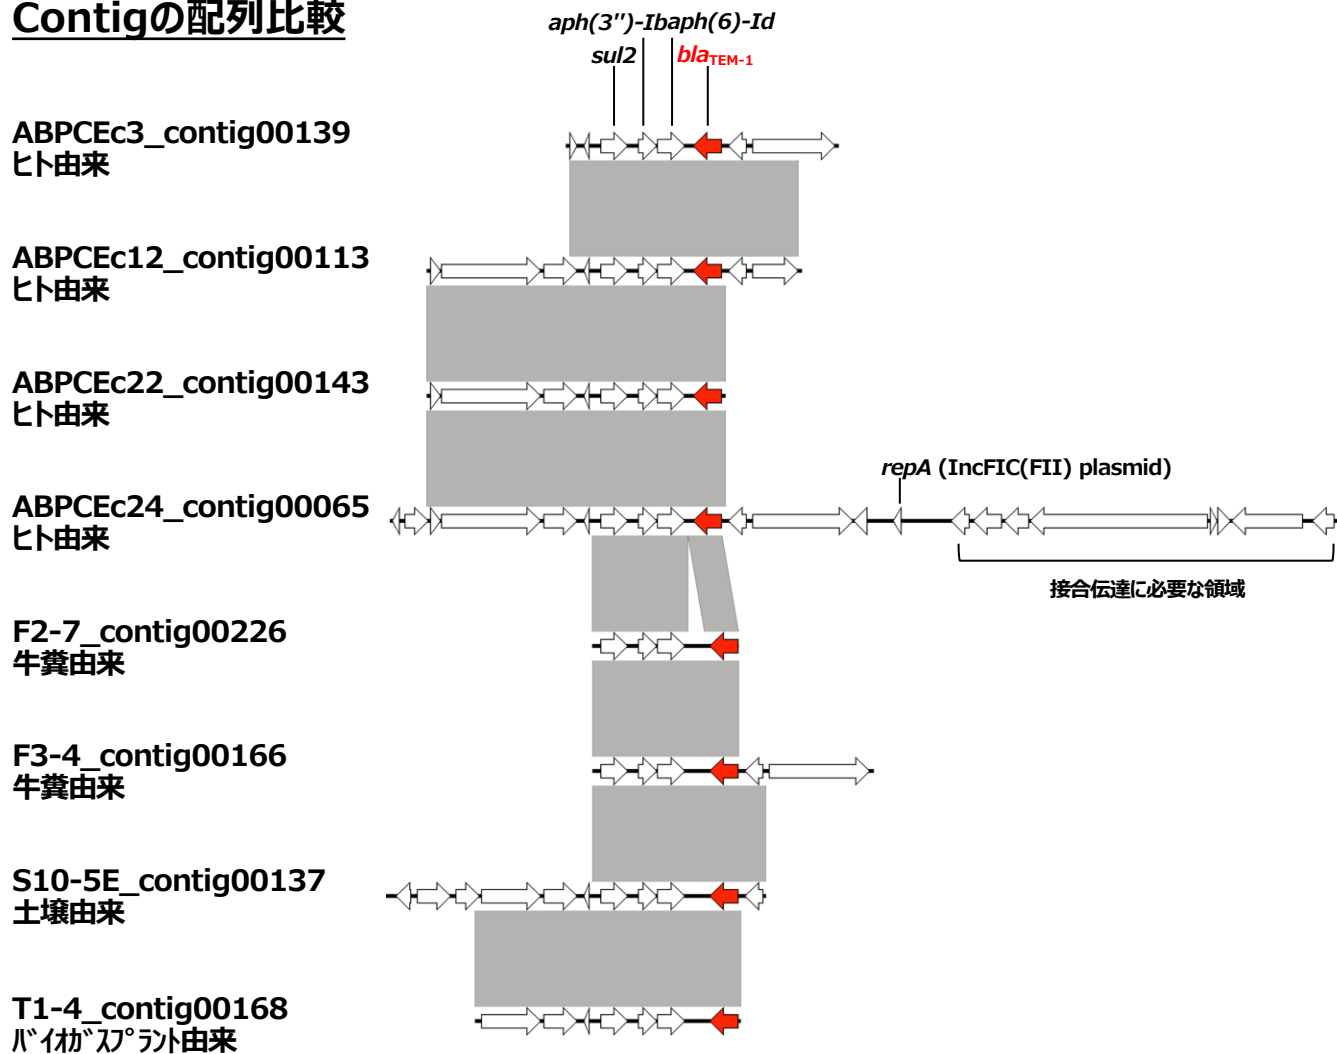 Contigの配列比較
aph(3'')-Ibaph(6)-Id
sul2
blaTEM-1
ABPCEc3_contig00139
ヒト由来
ABPCEc12_contig00113
ヒト由来
ABPCEc22_contig00143
ヒト由来
repA (IncFIC(FII) plasmid)
ABPCEc24_contig00065
ヒト由来
接合伝達に必要な領域
F2-7_contig00226
牛糞由来
F3-4_contig00166
牛糞由来
S10-5E_contig00137
土壌由来
T1-4_contig00168
バイオガスプラント由来